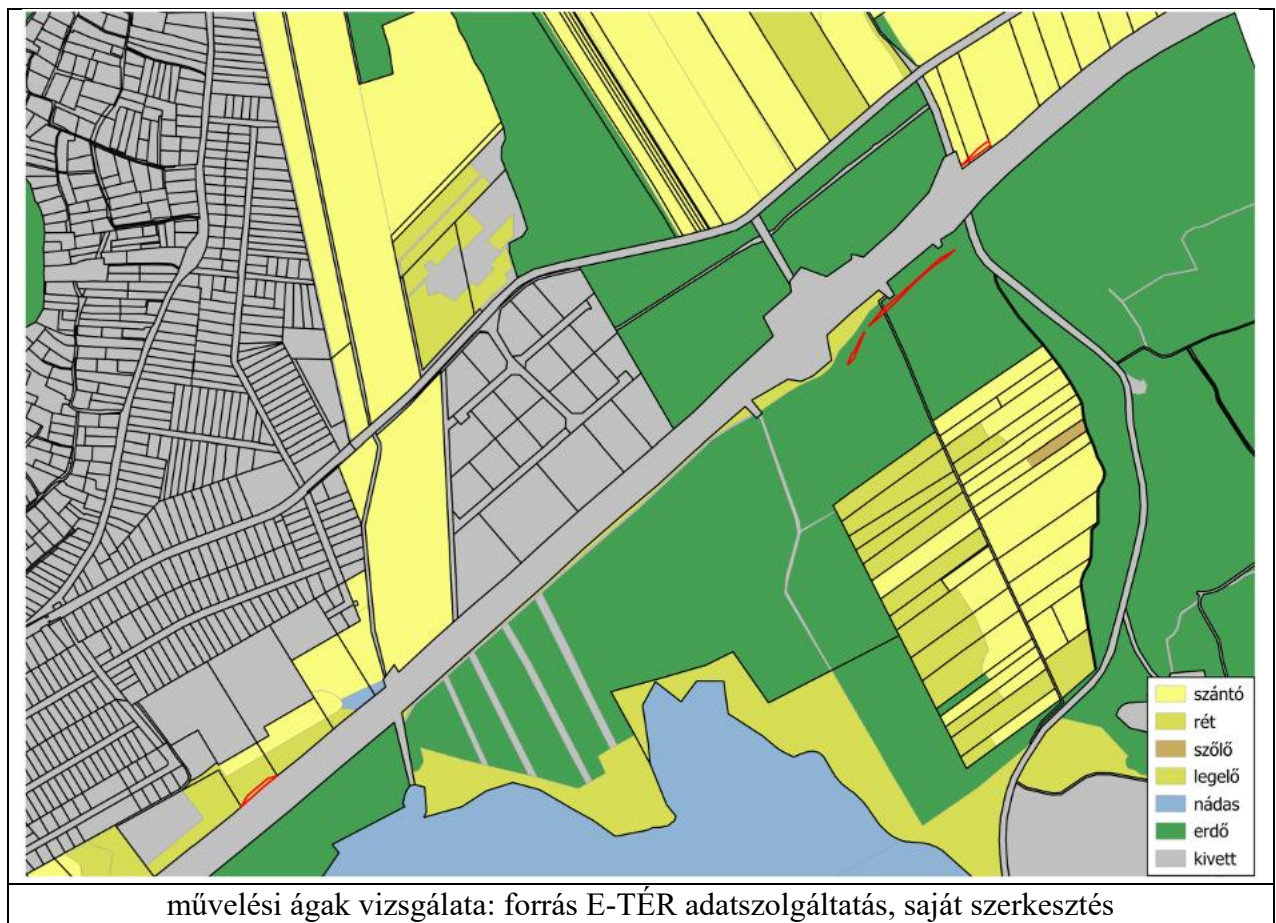 szántó
rét
szőlő
legelő
nádas
erdő
kivett
művelési ágak vizsgálata: forrás E-TÉR adatszolgáltatás, saját szerkesztés